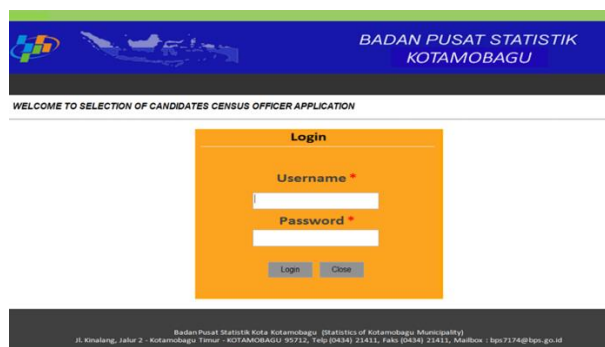 BADAN PUSAT STATISTIK
KOTAMOBAGU
WELCOME TO SELECTION OF CANDIDATES CENSUS OFFICER APPLICATION
Login
Username *
Password *
Login Close
Badan Pusat Statistik Kota Kotamobagu (Statistics of Kotamobagu Municipality)
Jl. Kinalang, Jalur 2 - Kotamobagu Timur - KOTAMOBAGU 95712, Telp (0434) 21411, Faks (0434) 21411, Mailbox : bps7174@bps.go.id